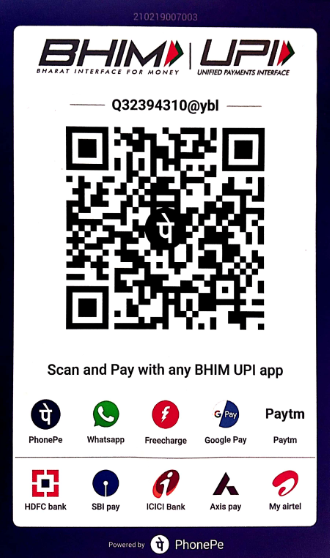 210219007003
BHIM UPI
BHARAT INTERFACE FOR MONEY UNIFIED PAYMENTS INTERFACE
Q32394310@ybl
पे
Scan and Pay with any BHIM UPI app
पे G Pay Paytm
PhonePe Whatsapp Freecharge Google Pay Paytm
HDFC bank SBI pay ICICI Bank Axis pay My airtel
Powered by पे PhonePe